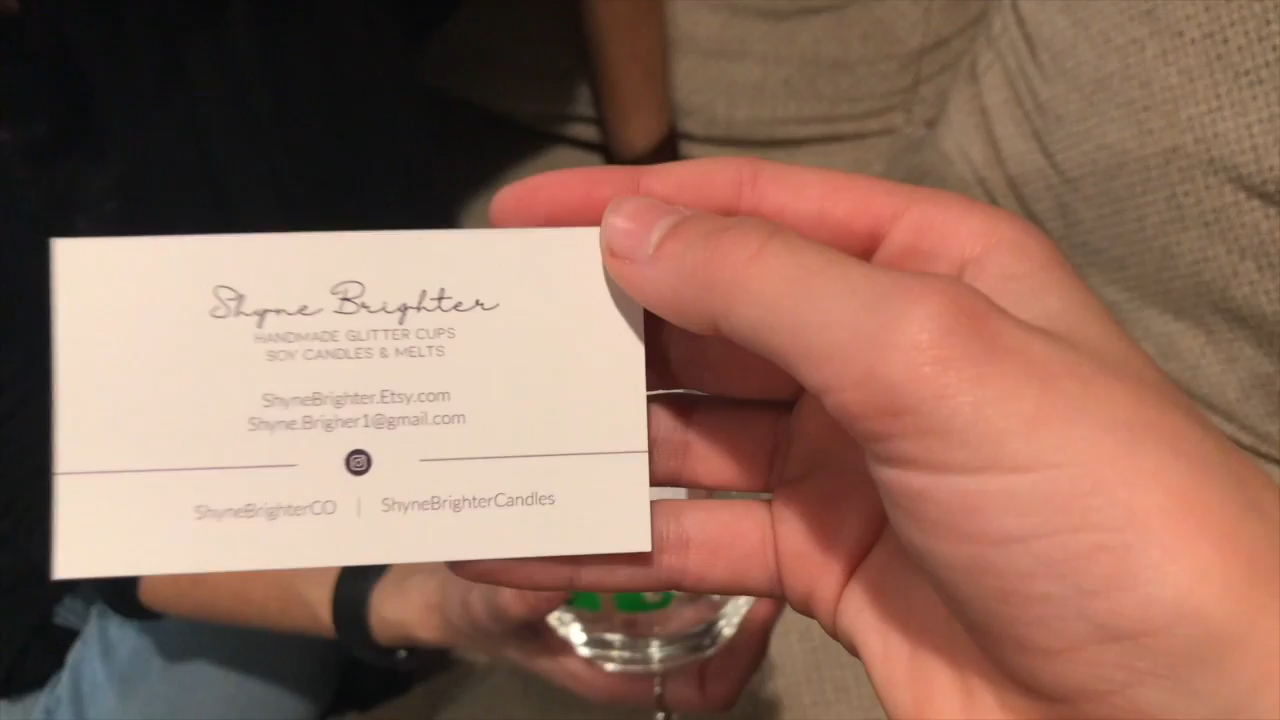 Shyne Brighter
HANDMADE GLITTER CUPS
SOY CANDLES & MELTS
ShyneBrighter.Etsy.com
Shyne.Brigher1@gmail.com
ShyneBrighterCO | ShyneBrighterCandles